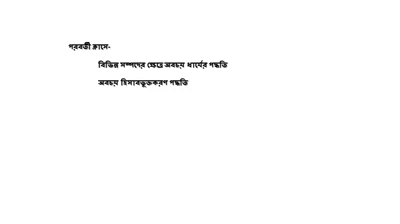 পরবর্তী ক্লাসে-
বিভিন্ন সম্পদের ক্ষেত্রে অবচয় ধার্যের পদ্ধতি
অবচয় হিসাবভূক্তকরণ পদ্ধতি